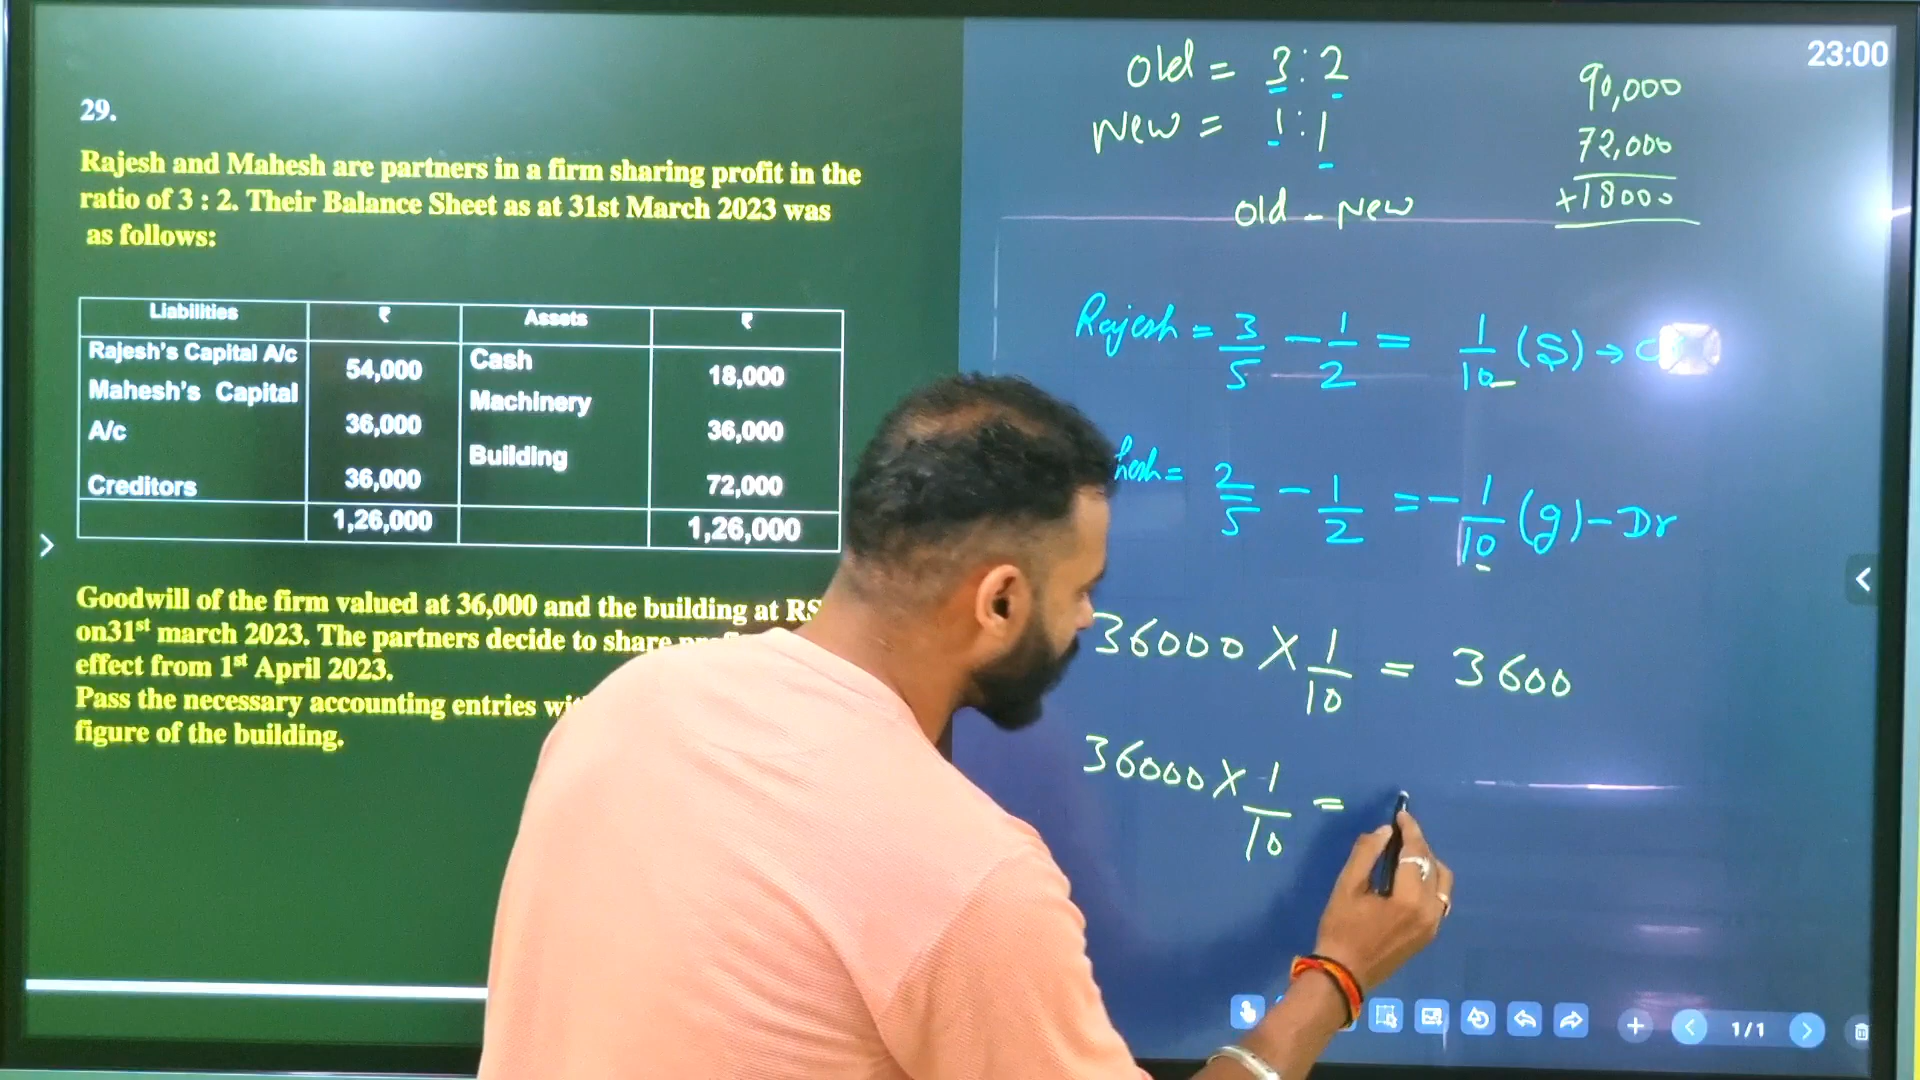 29.
Rajesh and Mahesh are partners in a firm sharing profit in the
ratio of 3 : 2. Their Balance Sheet as at 31st March 2023 was
as follows:
Liabilities ₹ Assets ₹
Rajesh's Capital A/c 54,000 Cash 18,000
Mahesh's Capital A/c 36,000 Machinery 36,000
Creditors 36,000 Building 72,000
1,26,000 1,26,000
Goodwill of the firm valued at 36,000 and the building at RS
on31st march 2023. The partners decide to share
effect from 1st April 2023.
Pass the necessary accounting entries
figure of the building.
23:00
old = 3:2
New = 1:1
old - New
90,000
72,000
+18000
Rajesh = 3/5 - 1/2 = 1/10 (S) →
hesh = 2/5 - 1/2 = - 1/10 (g) - Dr
36000 X 1/10 = 3600
36000 X 1/10 =
1/1